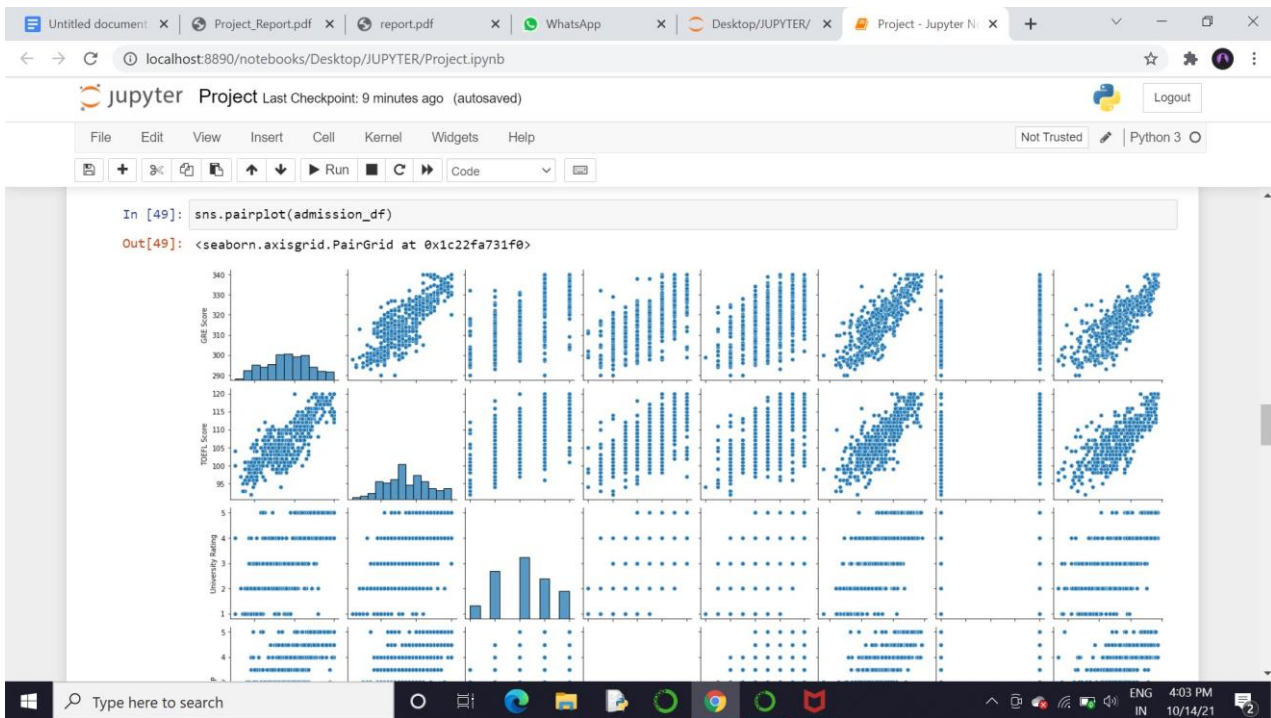 Untitled document
Project_Report.pdf
report.pdf
WhatsApp
Desktop/JUPYTER/
Project - Jupyter No
localhost:8890/notebooks/Desktop/JUPYTER/Project.ipynb
jupyter Project Last Checkpoint: 9 minutes ago (autosaved)
Logout
File Edit View Insert Cell Kernel Widgets Help
Not Trusted Python 3
Run Code
In [49]: sns.pairplot(admission_df)
Out[49]: <seaborn.axisgrid.PairGrid at 0x1c22fa731f0>
340
330
320
310
300
290
GRE Score
120
115
110
105
100
95
TOEFL Score
5
4
3
2
1
University Rating
5
4
Type here to search
ENG
IN
4:03 PM
10/14/21
2